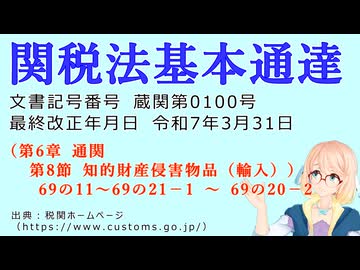 関税法基本通達
文書記号番号 蔵関第0100号
最終改正年月日 令和7年3月31日
(第6章 通関
第8節 知的財産侵害物品(輸入))
69の11~69の21-1 ~ 69の20-2
出典:税関ホームページ
(https://www.customs.go.jp/)